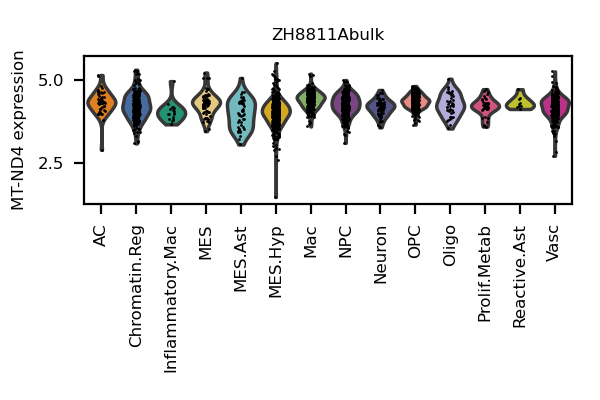 ZH8811Abulk
MT-ND4 expression
5.0
2.5
AC
Chromatin.Reg
Inflammatory.Mac
MES
MES.Ast
MES.Hyp
Mac
NPC
Neuron
OPC
Oligo
Prolif.Metab
Reactive.Ast
Vasc